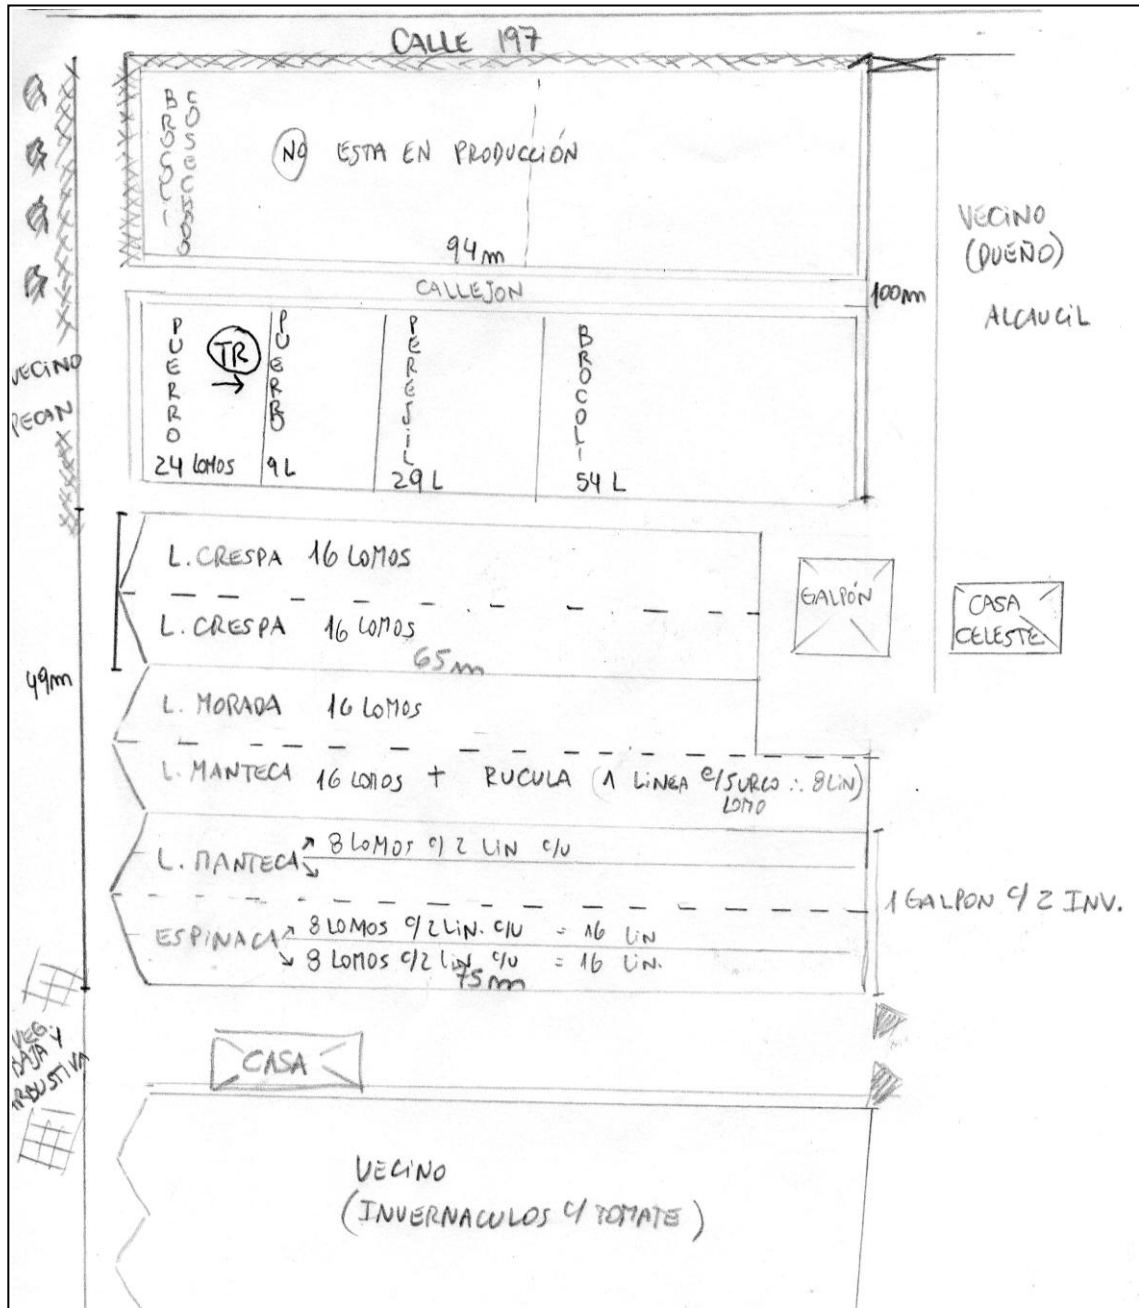 CALLE 197
BROCOLI
COSECHADO
NO ESTA EN PRODUCCIÓN
94m
VECINO
(DUEÑO)
ALCAUCIL
CALLEJON
100m
PUERRO
TR
PUERRO
PEREJIL
BROCOLI
24 LOMOS
9L
29L
54L
VECINO
PECAN
L. CRESPA 16 LOMOS
L. CRESPA 16 LOMOS
65m
GALPÓN
CASA
CELESTE
49m
L. MORADA 16 LOMOS
L. MANTECA 16 LOMOS + RUCULA (1 LINEA c/SURCO ∴ 8 LIN)
LOMO
L. MANTECA
8 LOMOS c/ 2 LIN c/U
1 GALPON c/ 2 INV.
ESPINACA
8 LOMOS c/ 2 LIN. c/U = 16 LIN
8 LOMOS c/ 2 LIN c/U = 16 LIN.
75m
VEG.
BAJA Y
ARBUSTIVA
CASA
VECINO
(INVERNACULOS c/ TOMATE)